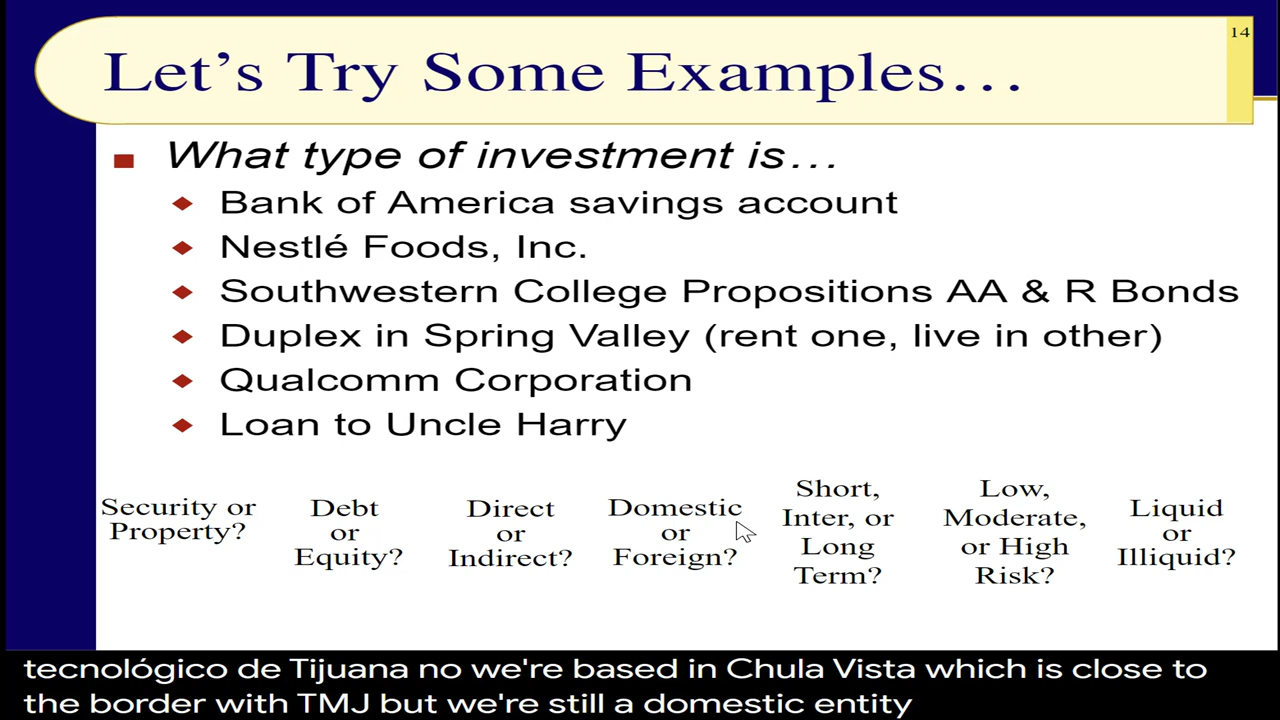 14
Let's Try Some Examples…
What type of investment is…
Bank of America savings account
Nestlé Foods, Inc.
Southwestern College Propositions AA & R Bonds
Duplex in Spring Valley (rent one, live in other)
Qualcomm Corporation
Loan to Uncle Harry
Security or
Property?
Debt
or
Equity?
Direct
or
Indirect?
Domestic
or
Foreign?
Short,
Inter, or
Long
Term?
Low,
Moderate,
or High
Risk?
Liquid
or
Illiquid?
tecnológico de Tijuana no we're based in Chula Vista which is close to
the border with TMJ but we're still a domestic entity